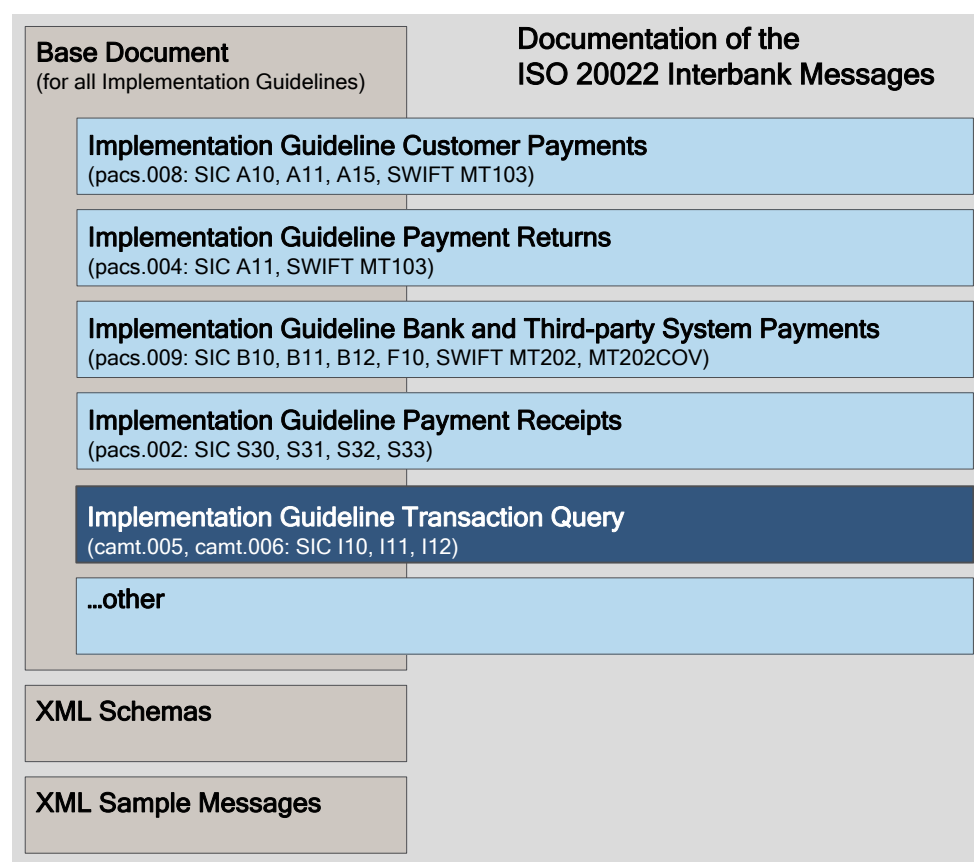 Base Document
(for all Implementation Guidelines)
Documentation of the
ISO 20022 Interbank Messages
Implementation Guideline Customer Payments
(pacs.008: SIC A10, A11, A15, SWIFT MT103)
Implementation Guideline Payment Returns
(pacs.004: SIC A11, SWIFT MT103)
Implementation Guideline Bank and Third-party System Payments
(pacs.009: SIC B10, B11, B12, F10, SWIFT MT202, MT202COV)
Implementation Guideline Payment Receipts
(pacs.002: SIC S30, S31, S32, S33)
Implementation Guideline Transaction Query
(camt.005, camt.006: SIC I10, I11, I12)
...other
XML Schemas
XML Sample Messages